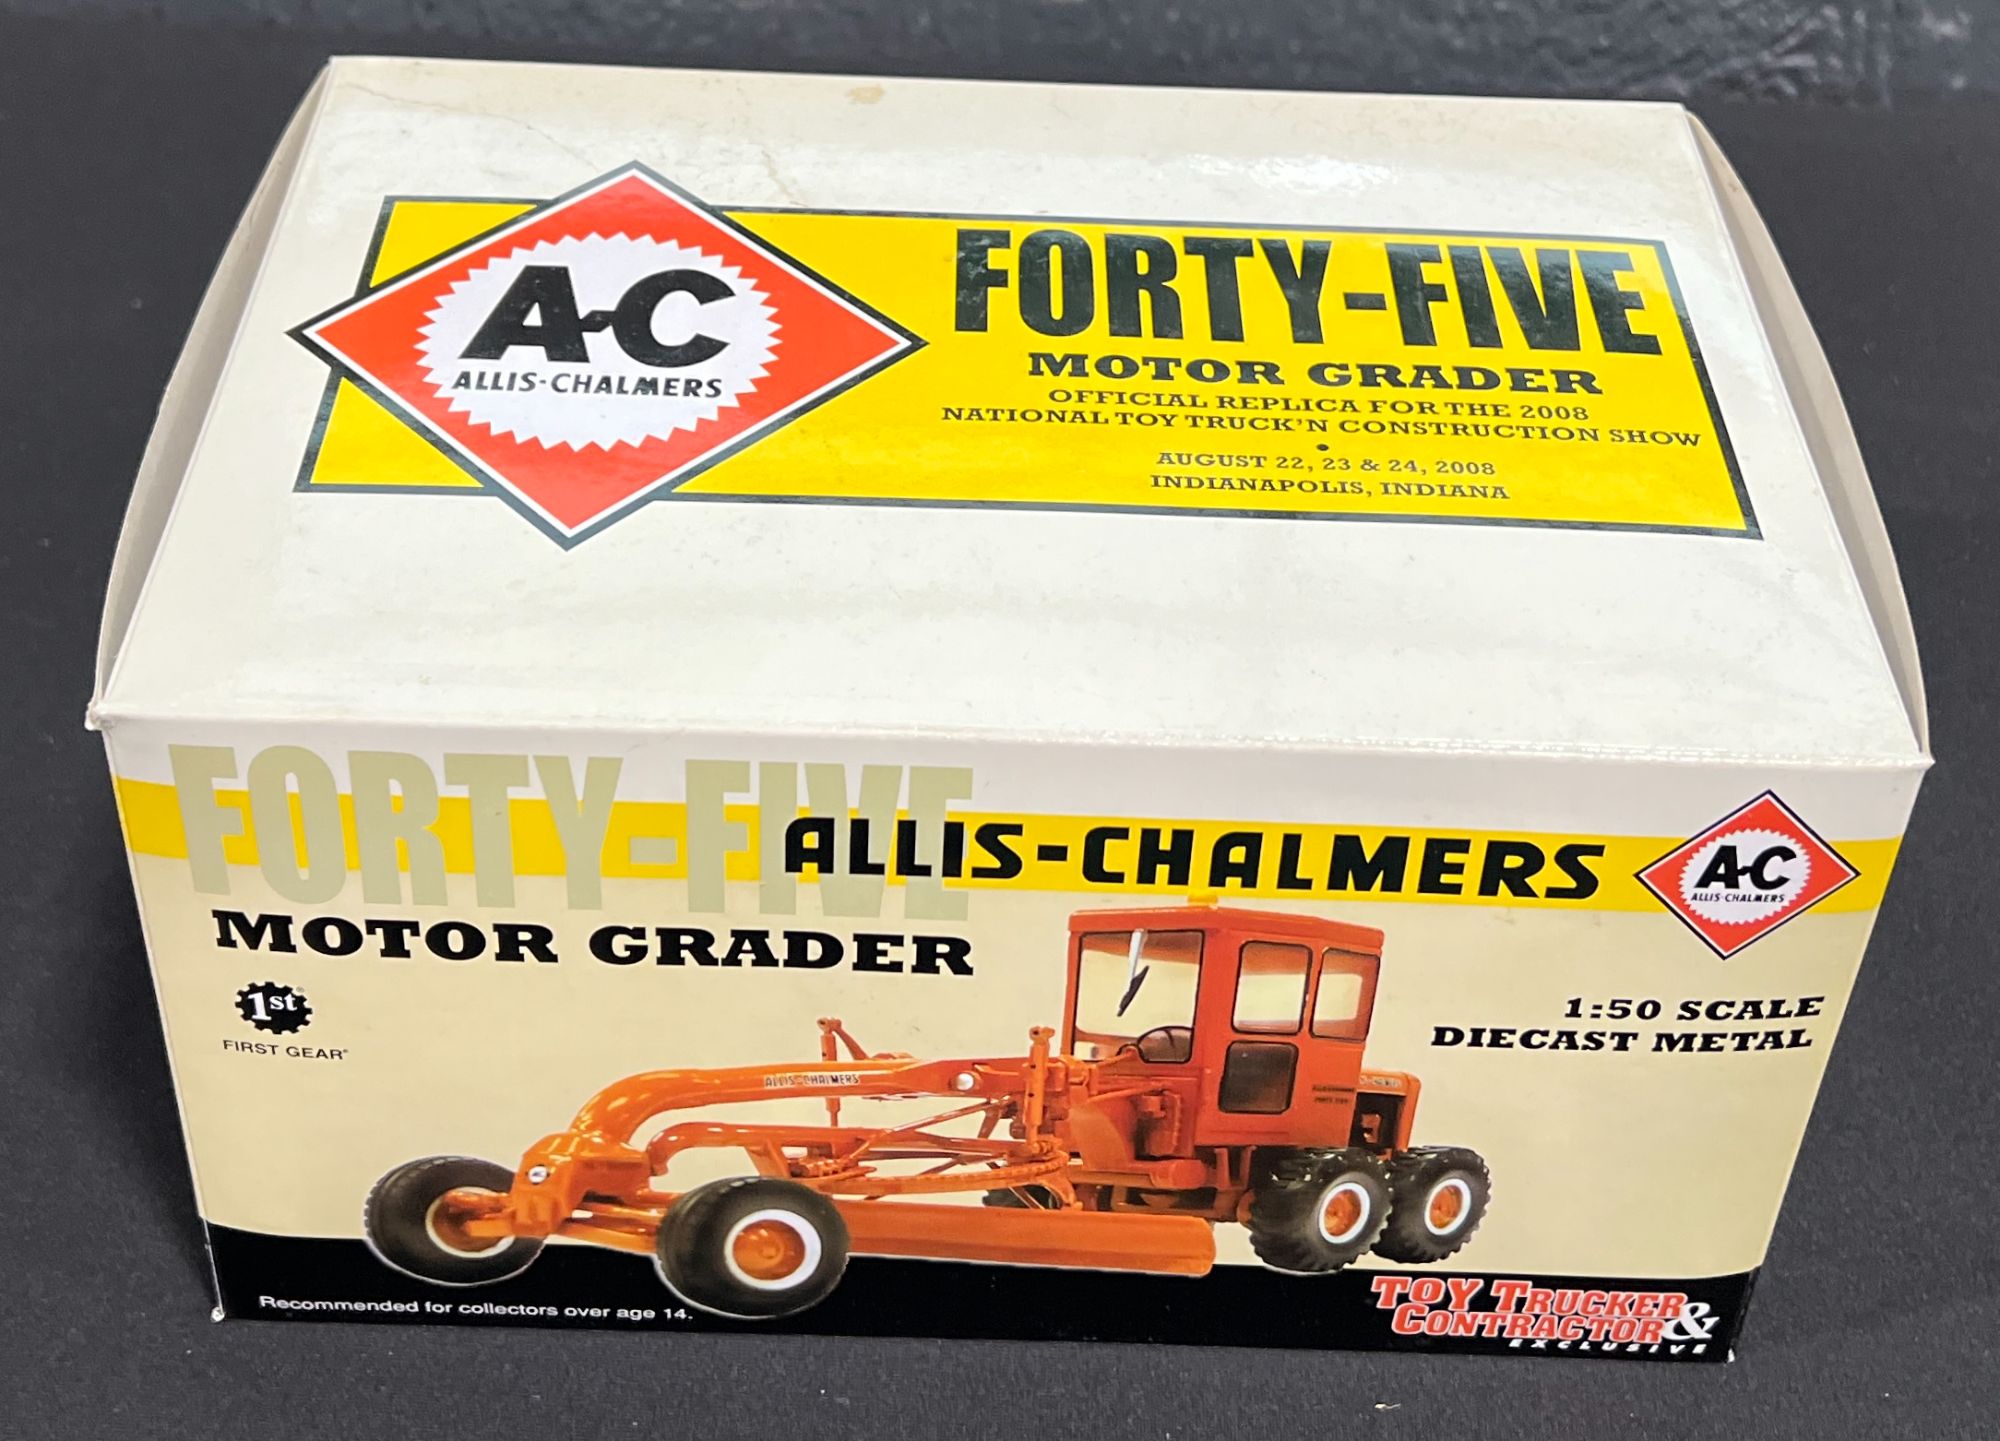 A-C
ALLIS-CHALMERS
FORTY-FIVE
MOTOR GRADER
OFFICIAL REPLICA FOR THE 2008
NATIONAL TOY TRUCK'N CONSTRUCTION SHOW
•
AUGUST 22, 23 & 24, 2008
INDIANAPOLIS, INDIANA
FORTY-FIVE
ALLIS-CHALMERS
A-C
ALLIS-CHALMERS
MOTOR GRADER
1st
FIRST GEAR®
1:50 SCALE
DIECAST METAL
ALLIS-CHALMERS
Recommended for collectors over age 14.
TOY TRUCKER &
CONTRACTOR
EXCLUSIVE